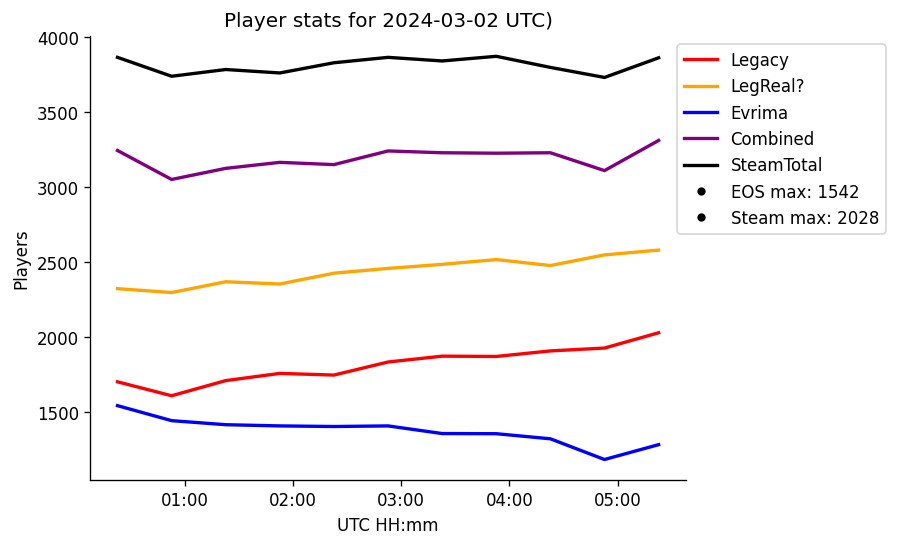 Player stats for 2024-03-02 UTC)
4000
3500
3000
2500
2000
1500
Players
01:00 02:00 03:00 04:00 05:00
UTC HH:mm
Legacy
LegReal?
Evrima
Combined
SteamTotal
EOS max: 1542
Steam max: 2028